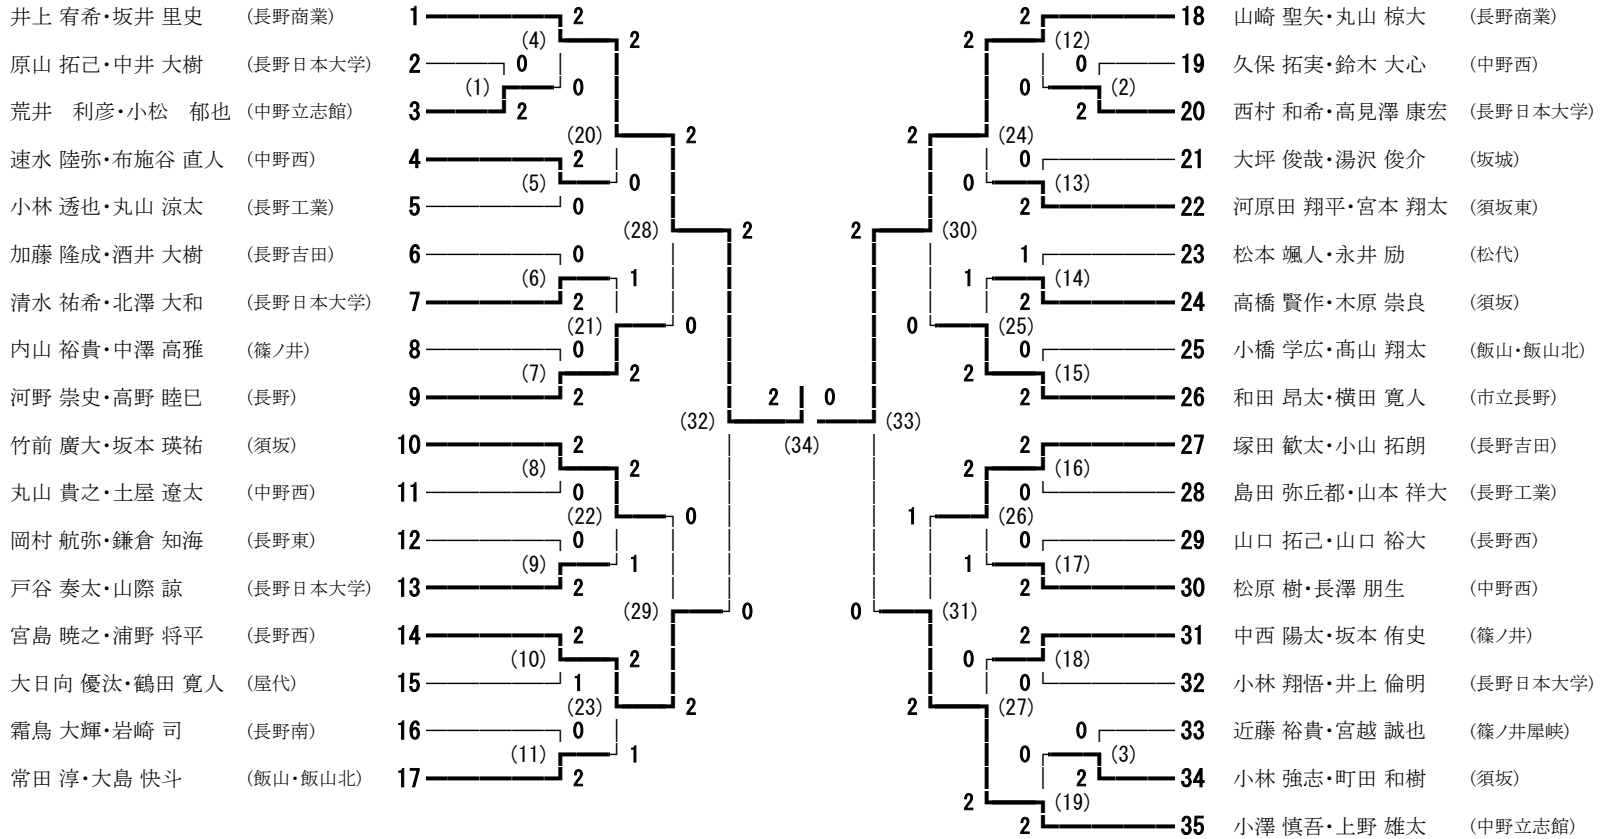 井上 宥希・坂井 里史 (長野商業) 1 2
(4) 2
原山 拓己・中井 大樹 (長野日本大学) 2 0
(1) 0
荒井　利彦・小松　郁也 (中野立志館) 3 2
(20) 2
速水 陸弥・布施谷 直人 (中野西) 4 2
(5) 0
小林 透也・丸山 涼太 (長野工業) 5 0
(28) 2
加藤 隆成・酒井 大樹 (長野吉田) 6 0
(6) 1
清水 祐希・北澤 大和 (長野日本大学) 7 2
(21) 0
内山 裕貴・中澤 高雅 (篠ノ井) 8 0
(7) 2
河野 崇史・高野 睦巳 (長野) 9 2
(32) 2 0 (33)
(34)
竹前 廣大・坂本 瑛祐 (須坂) 10 2
(8) 2
丸山 貴之・土屋 遼太 (中野西) 11 0
(22) 0
岡村 航弥・鎌倉 知海 (長野東) 12 0
(9) 1
戸谷 奏太・山際 諒 (長野日本大学) 13 2
(29) 0
宮島 暁之・浦野 将平 (長野西) 14 2
(10) 2
大日向 優汰・鶴田 寛人 (屋代) 15 1
(23) 2
霜鳥 大輝・岩崎 司 (長野南) 16 0
(11) 1
常田 淳・大島 快斗 (飯山・飯山北) 17 2
2 18 山崎 聖矢・丸山 椋大 (長野商業)
2 (12)
0 19 久保 拓実・鈴木 大心 (中野西)
0 (2)
2 20 西村 和希・高見澤 康宏 (長野日本大学)
2 (24)
0 21 大坪 俊哉・湯沢 俊介 (坂城)
0 (13)
2 22 河原田 翔平・宮本 翔太 (須坂東)
2 (30)
1 23 松本 颯人・永井 励 (松代)
1 (14)
2 24 高橋 賢作・木原 崇良 (須坂)
0 (25)
0 25 小橋 学広・髙山 翔太 (飯山・飯山北)
2 (15)
2 26 和田 昂太・横田 寛人 (市立長野)
2 27 塚田 歓太・小山 拓朗 (長野吉田)
2 (16)
0 28 島田 弥丘都・山本 祥大 (長野工業)
1 (26)
0 29 山口 拓己・山口 裕大 (長野西)
1 (17)
2 30 松原 樹・長澤 朋生 (中野西)
0 (31)
2 31 中西 陽太・坂本 侑史 (篠ノ井)
0 (18)
0 32 小林 翔悟・井上 倫明 (長野日本大学)
2 (27)
0 33 近藤 裕貴・宮越 誠也 (篠ノ井犀峡)
0 (3)
2 34 小林 強志・町田 和樹 (須坂)
2 (19)
2 35 小澤 慎吾・上野 雄太 (中野立志館)